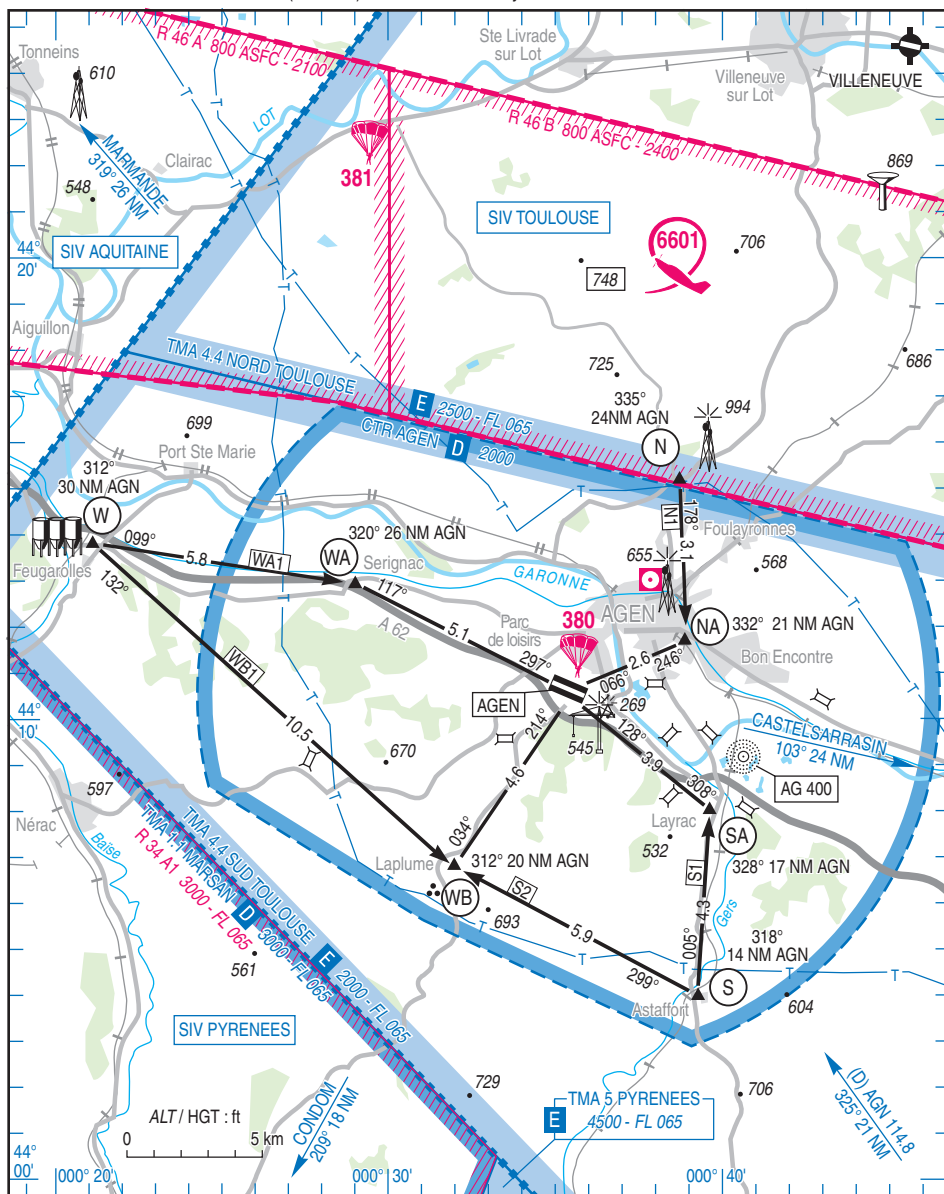 Tonneins
610
R 46 A 800 ASFC - 2100
Ste Livrade
sur Lot
Villeneuve
sur Lot
VILLENEUVE
LOT
MARMANDE
319° 26 NM
Clairac
381
R 46 B 800 ASFC - 2400
869
548
SIV AQUITAINE
SIV TOULOUSE
6601
706
748
44°
20'
Aiguillon
TMA 4.4 NORD TOULOUSE
E 2500 - FL 065
CTR AGEN D 2000
725
686
335°
24NM AGN
994
N
699
Port Ste Marie
312°
30 NM AGN
W
Feugarolles
099°
5.8
WA1
WA
320° 26 NM AGN
Serignac
178°
N1
3.1
Foulayronnes
655
568
GARONNE
AGEN
132°
117°
A 62
5.1
297°
Parc
de loisirs
380
NA
332° 21 NM AGN
2.6
246°
066°
Bon Encontre
WB1
AGEN
44°
10'
269
545
214°
128°
3.9
308°
CASTELSARRASIN
103° 24 NM
AG 400
10.5
670
4.6
597
Nérac
Baïse
TMA 4.4 SUD TOULOUSE
E 2000 - FL 065
TMA 1.1 MARSAN D 3000 - FL 065
R 34 A1 3000 - FL 065
034°
Layrac
532
SA
328° 17 NM AGN
Laplume
312° 20 NM AGN
WB
S2
693
5.9
299°
S1
4.3
005°
Gers
318°
14 NM AGN
S
Astaffort
604
561
SIV PYRENEES
729
706
(D) AGN 114.8
325° 21 NM
TMA 5 PYRENEES
E 4500 - FL 065
ALT / HGT : ft
0 5 km
CONDOM
209° 18 NM
44°
00'
000° 20'
000° 30'
000° 40'
T
T
T
T
T
T
T
T
T
T
T
T
T